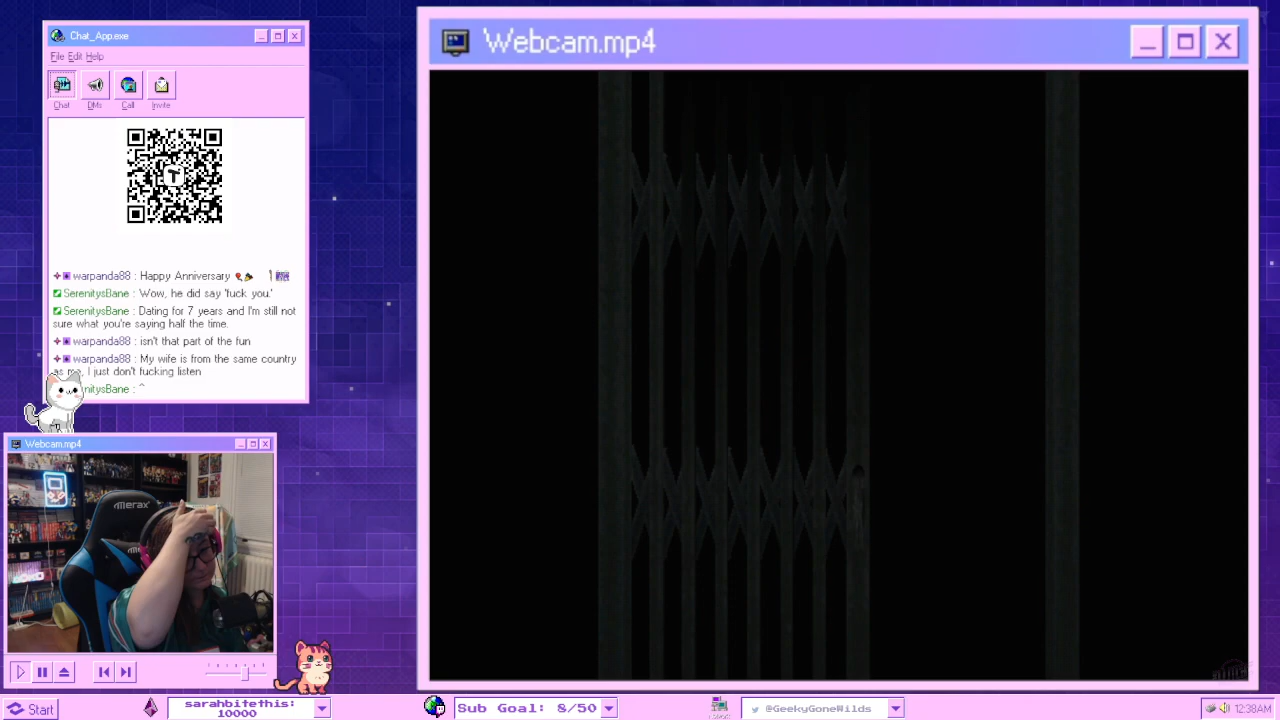 Chat_App.exe
File Edit Help
Chat DMs Call Invite
warpanda88 : Happy Anniversary
SerenitysBane : Wow, he did say 'fuck you.'
SerenitysBane : Dating for 7 years and I'm still not
sure what you're saying half the time.
warpanda88 : isn't that part of the fun
warpanda88 : My wife is from the same country
as me, I just don't fucking listen
enitysBane : ^
Webcam.mp4
Webcam.mp4
merax
Start
sarahbitethis:
10000
Sub Goal: 8/50
@GeekyGoneWilds
12:38AM